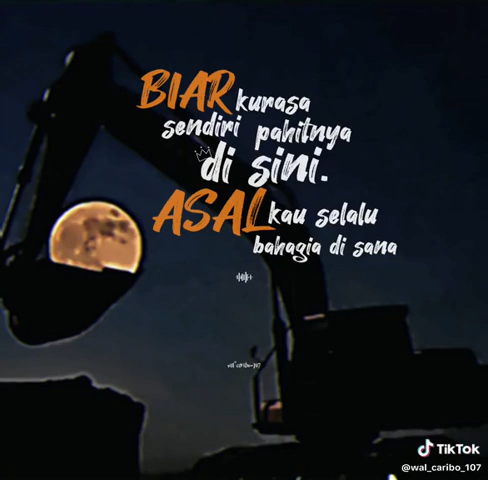 BIAR kurasa
sendiri pahitnya
di sini.
ASAL kau selalu
bahagia di sana
TikTok
@wal_caribo_107